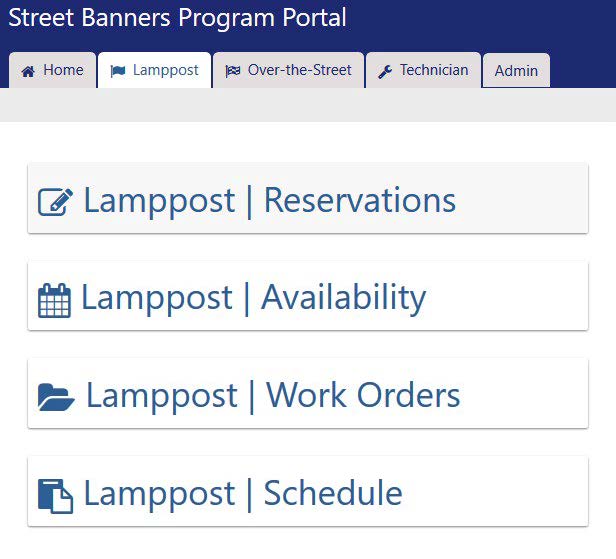 Street Banners Program Portal
Home Lamppost Over-the-Street Technician Admin
Lamppost | Reservations
Lamppost | Availability
Lamppost | Work Orders
Lamppost | Schedule